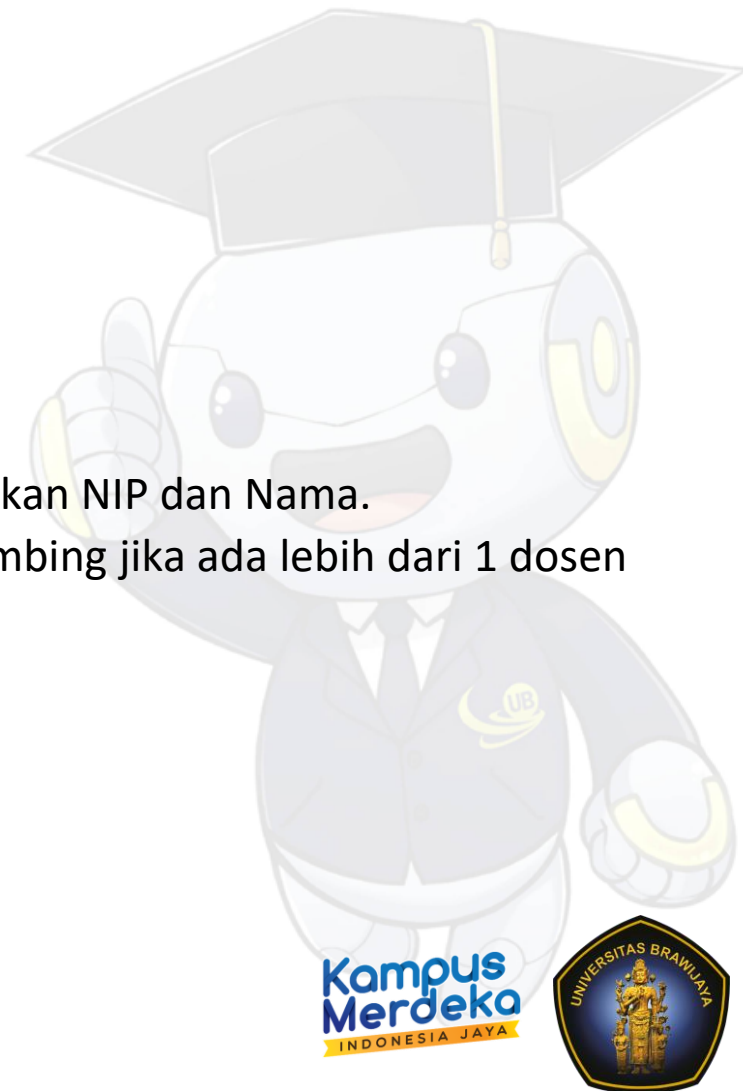 kan NIP dan Nama.
mbing jika ada lebih dari 1 dosen
UB
Kampus
Merdeka
INDONESIA JAYA
UNIVERSITAS BRAWIJAYA